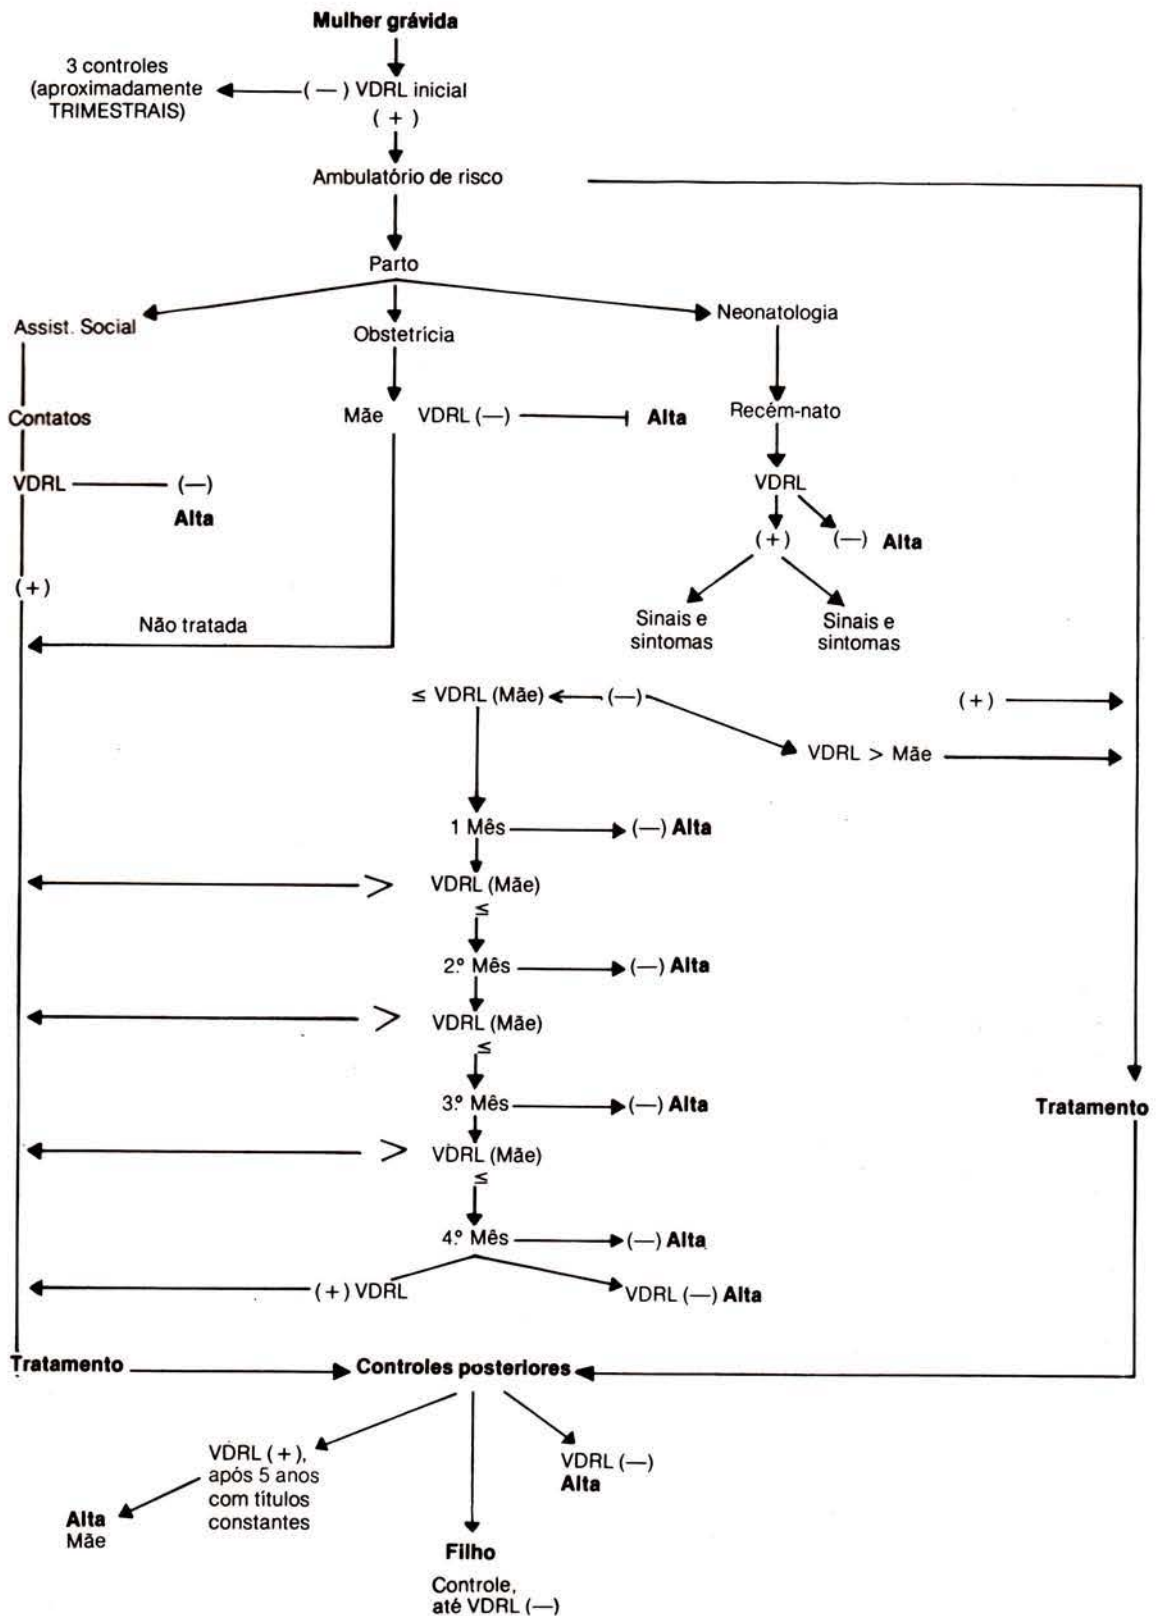 Mulher grávida
3 controles
(aproximadamente
TRIMESTRAIS)
(—) VDRL inicial
(+)
Ambulatório de risco
Parto
Assist. Social
Obstetrícia
Neonatologia
Contatos
Mãe VDRL (—)
Alta
Recém-nato
VDRL
(—)
Alta
VDRL
(+)
(—) Alta
(+)
Não tratada
Sinais e
sintomas
Sinais e
sintomas
≤ VDRL (Mãe)
(—)
(+)
VDRL > Mãe
1 Mês
(—) Alta
>
VDRL (Mãe)
≤
2.º Mês
(—) Alta
>
VDRL (Mãe)
≤
3.º Mês
(—) Alta
Tratamento
>
VDRL (Mãe)
≤
4.º Mês
(—) Alta
(+) VDRL
VDRL (—) Alta
Tratamento
Controles posteriores
VDRL (+),
após 5 anos
com títulos
constantes
VDRL (—)
Alta
Alta
Mãe
Filho
Controle,
até VDRL (—)